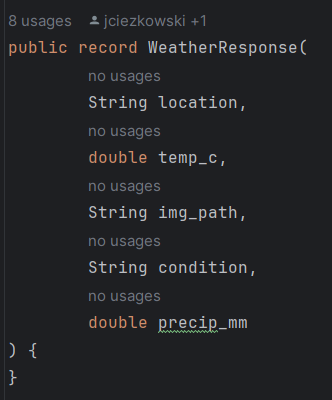 8 usages jciezkowski +1
public record WeatherResponse(
no usages
String location,
no usages
double temp_c,
no usages
String img_path,
no usages
String condition,
no usages
double precip_mm
) {
}